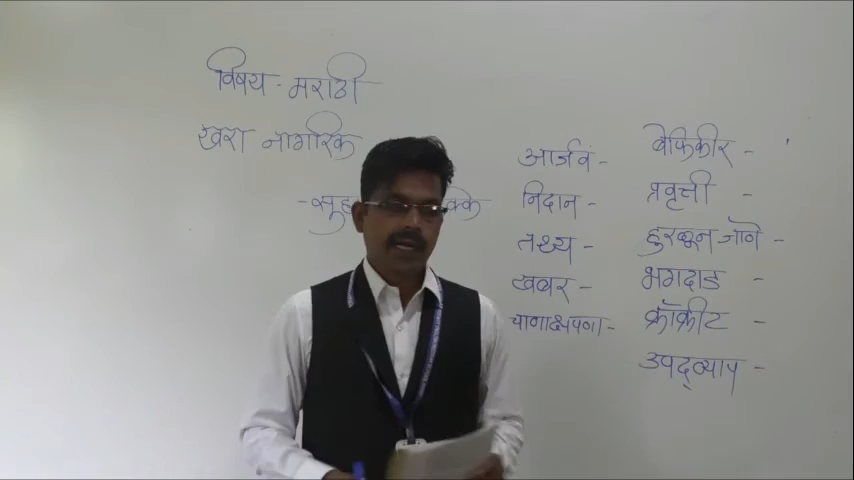 विषय - मराठी
खरा नागरिक
आर्जवं -
निदान -
तथ्य -
खबर -
चाणाक्षपणा -
बेफिकीर -
प्रवृत्ती -
हुरळून जाणे -
भगदाड -
काँक्रीट -
उपद्व्याप -